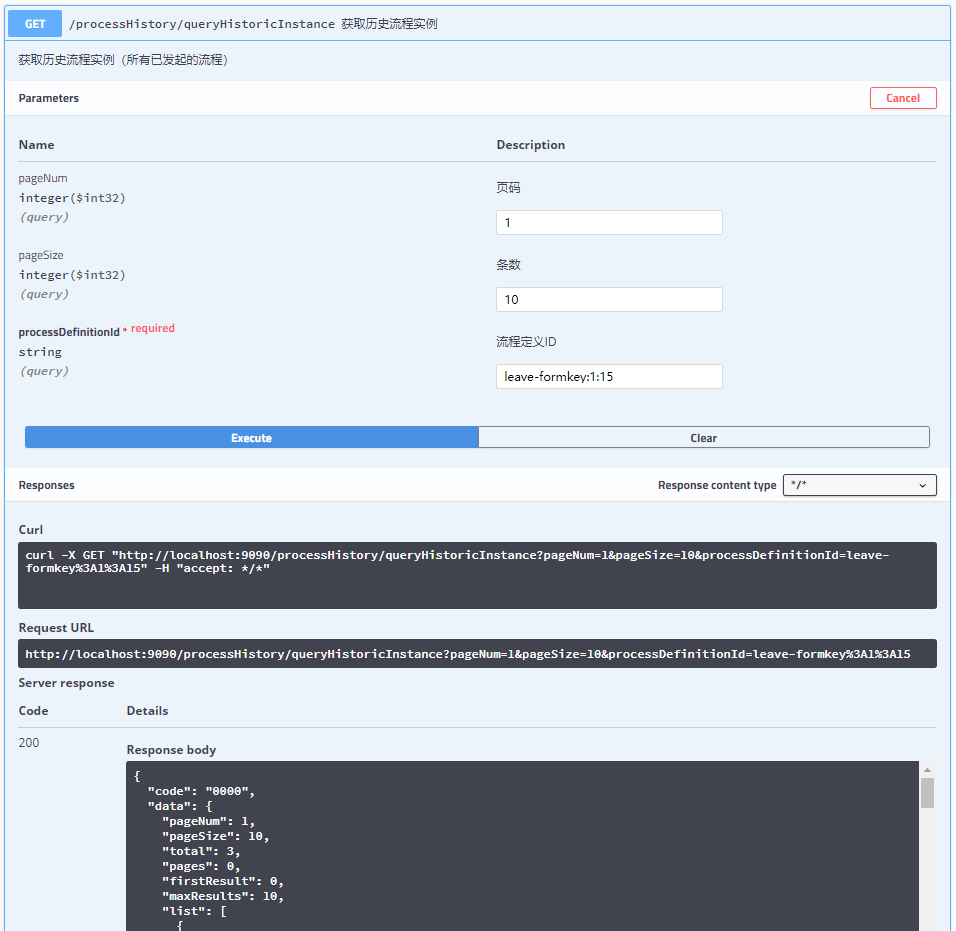 GET /processHistory/queryHistoricInstance 获取历史流程实例
获取历史流程实例（所有已发起的流程）
Parameters Cancel
Name Description
pageNum
integer($int32)
(query)
页码
1
pageSize
integer($int32)
(query)
条数
10
processDefinitionId * required
string
(query)
流程定义ID
leave-formkey:1:15
Execute Clear
Responses Response content type */*
Curl
curl -X GET "http://localhost:9090/processHistory/queryHistoricInstance?pageNum=1&pageSize=10&processDefinitionId=leave-
formkey%3A1%3A15" -H "accept: */*"
Request URL
http://localhost:9090/processHistory/queryHistoricInstance?pageNum=1&pageSize=10&processDefinitionId=leave-formkey%3A1%3A15
Server response
Code Details
200
Response body
{
"code": "0000",
"data": {
"pageNum": 1,
"pageSize": 10,
"total": 3,
"pages": 0,
"firstResult": 0,
"maxResults": 10,
"list": [
{